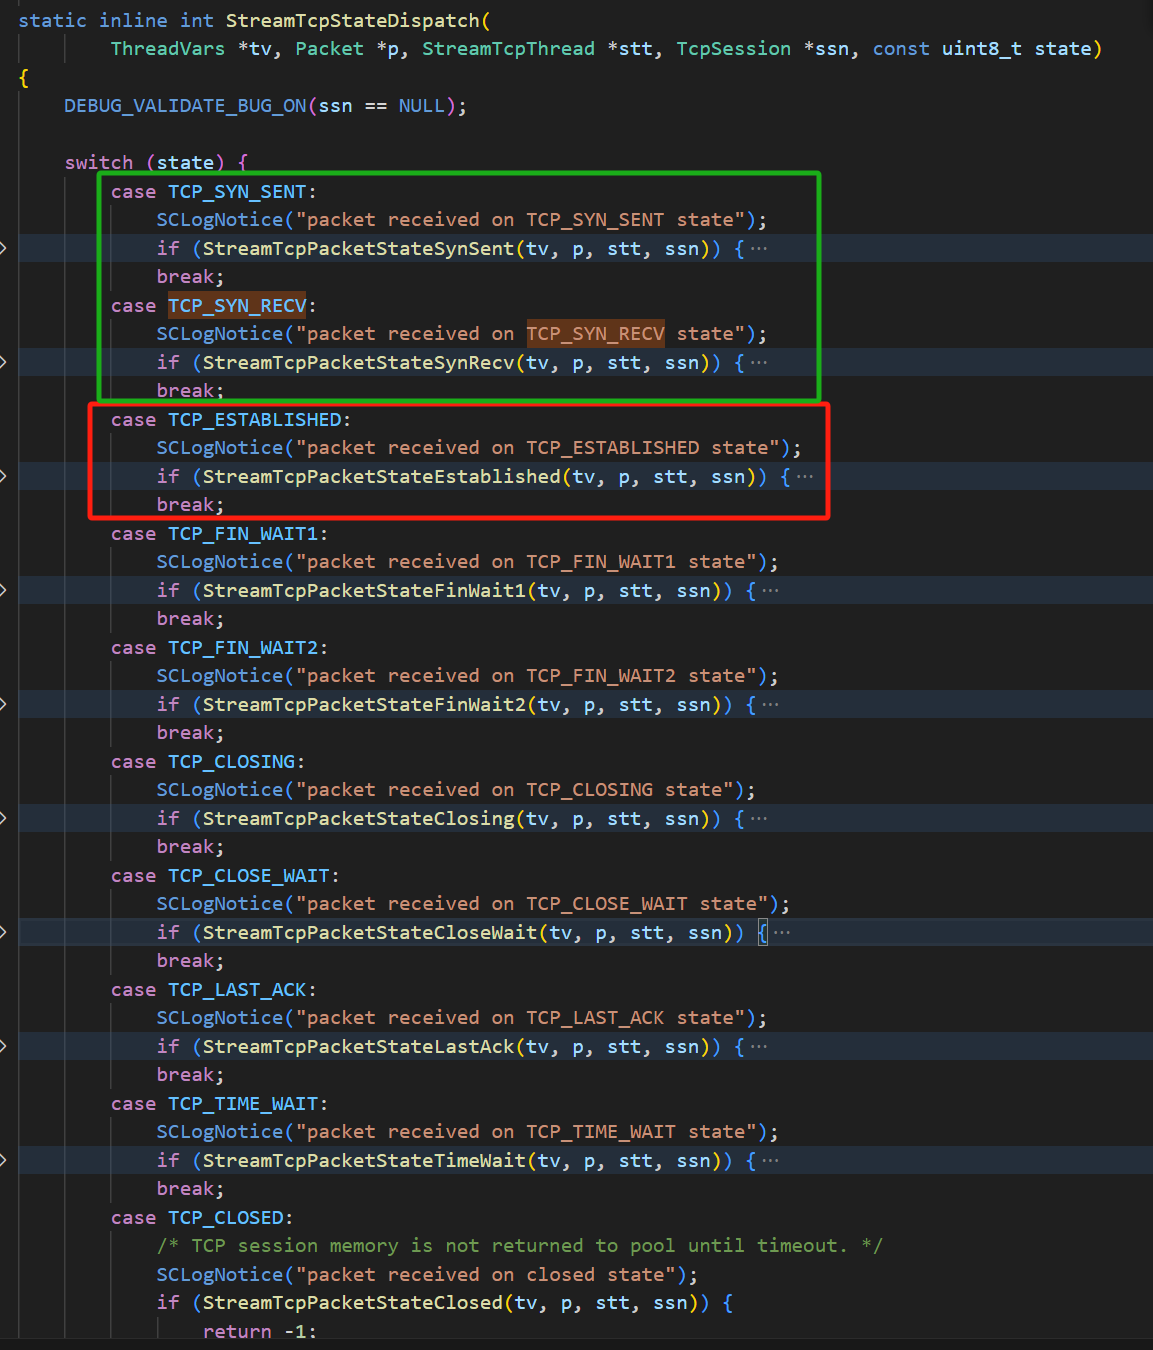 static inline int StreamTcpStateDispatch(
        ThreadVars *tv, Packet *p, StreamTcpThread *stt, TcpSession *ssn, const uint8_t state)
{
    DEBUG_VALIDATE_BUG_ON(ssn == NULL);

    switch (state) {
        case TCP_SYN_SENT:
            SCLogNotice("packet received on TCP_SYN_SENT state");
            if (StreamTcpPacketStateSynSent(tv, p, stt, ssn)) {···
            break;
        case TCP_SYN_RECV:
            SCLogNotice("packet received on TCP_SYN_RECV state");
            if (StreamTcpPacketStateSynRecv(tv, p, stt, ssn)) {···
            break;
        case TCP_ESTABLISHED:
            SCLogNotice("packet received on TCP_ESTABLISHED state");
            if (StreamTcpPacketStateEstablished(tv, p, stt, ssn)) {···
            break;
        case TCP_FIN_WAIT1:
            SCLogNotice("packet received on TCP_FIN_WAIT1 state");
            if (StreamTcpPacketStateFinWait1(tv, p, stt, ssn)) {···
            break;
        case TCP_FIN_WAIT2:
            SCLogNotice("packet received on TCP_FIN_WAIT2 state");
            if (StreamTcpPacketStateFinWait2(tv, p, stt, ssn)) {···
            break;
        case TCP_CLOSING:
            SCLogNotice("packet received on TCP_CLOSING state");
            if (StreamTcpPacketStateClosing(tv, p, stt, ssn)) {···
            break;
        case TCP_CLOSE_WAIT:
            SCLogNotice("packet received on TCP_CLOSE_WAIT state");
            if (StreamTcpPacketStateCloseWait(tv, p, stt, ssn)) {···
            break;
        case TCP_LAST_ACK:
            SCLogNotice("packet received on TCP_LAST_ACK state");
            if (StreamTcpPacketStateLastAck(tv, p, stt, ssn)) {···
            break;
        case TCP_TIME_WAIT:
            SCLogNotice("packet received on TCP_TIME_WAIT state");
            if (StreamTcpPacketStateTimeWait(tv, p, stt, ssn)) {···
            break;
        case TCP_CLOSED:
            /* TCP session memory is not returned to pool until timeout. */
            SCLogNotice("packet received on closed state");
            if (StreamTcpPacketStateClosed(tv, p, stt, ssn)) {
                return -1;